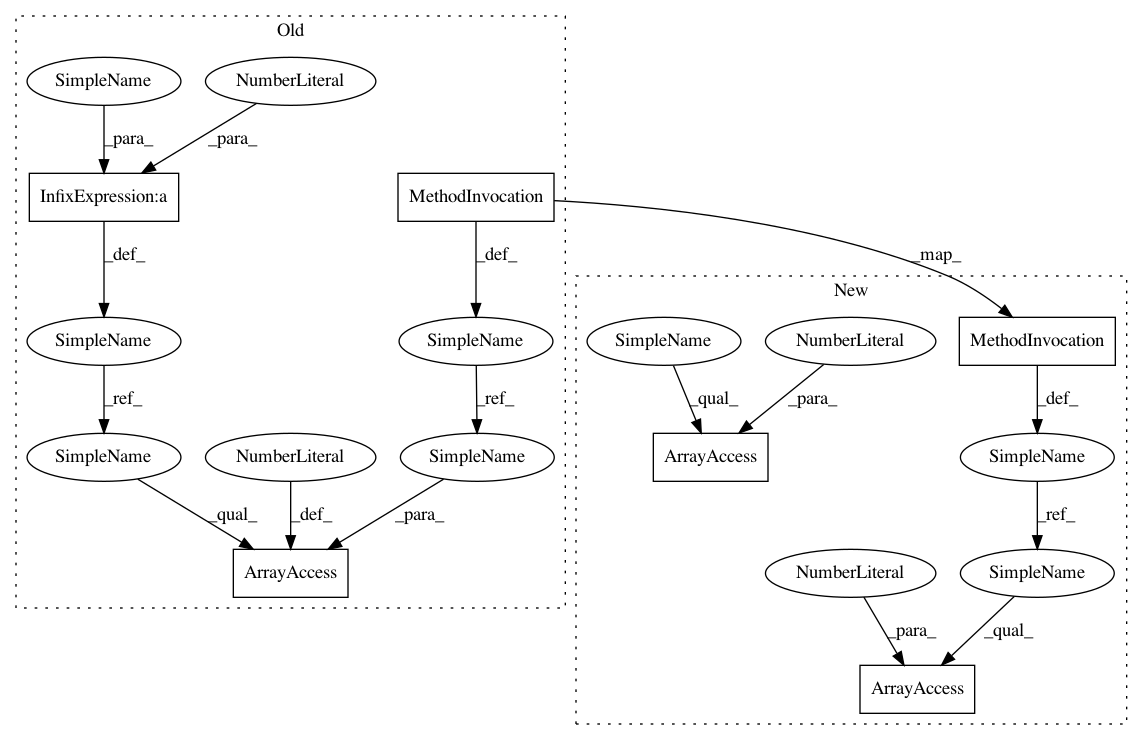 Old
SimpleName
NumberLiteral
_para_
_para_
InfixExpression:a
MethodInvocation
_def_
_def_
_map_
New
SimpleName
SimpleName
SimpleName
NumberLiteral
MethodInvocation
_ref_
_ref_
_qual_
_para_
_def_
SimpleName
NumberLiteral
SimpleName
ArrayAccess
SimpleName
_qual_
_def_
_para_
_ref_
ArrayAccess
NumberLiteral
SimpleName
_para_
_qual_
ArrayAccess